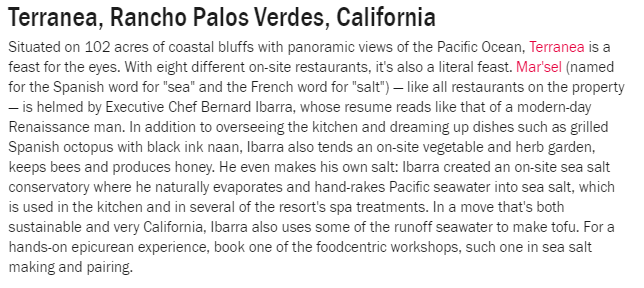 Terranea, Rancho Palos Verdes, California
Situated on 102 acres of coastal bluffs with panoramic views of the Pacific Ocean, Terranea is a
feast for the eyes. With eight different on-site restaurants, it's also a literal feast. Mar'sel (named
for the Spanish word for "sea" and the French word for "salt") — like all restaurants on the property
— is helmed by Executive Chef Bernard Ibarra, whose resume reads like that of a modern-day
Renaissance man. In addition to overseeing the kitchen and dreaming up dishes such as grilled
Spanish octopus with black ink naan, Ibarra also tends an on-site vegetable and herb garden,
keeps bees and produces honey. He even makes his own salt: Ibarra created an on-site sea salt
conservatory where he naturally evaporates and hand-rakes Pacific seawater into sea salt, which
is used in the kitchen and in several of the resort's spa treatments. In a move that's both
sustainable and very California, Ibarra also uses some of the runoff seawater to make tofu. For a
hands-on epicurean experience, book one of the foodcentric workshops, such one in sea salt
making and pairing.